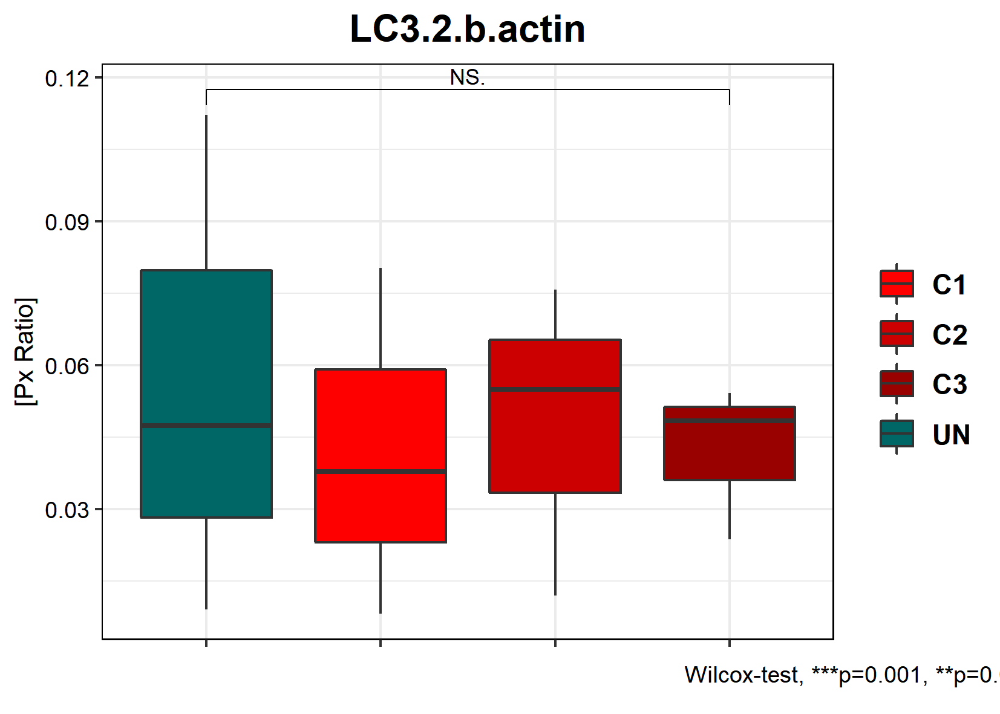 LC3.2.b.actin
NS.
0.12
0.09
0.06
0.03
[Px Ratio]
C1
C2
C3
UN
Wilcox-test, ***p=0.001, **p=0.